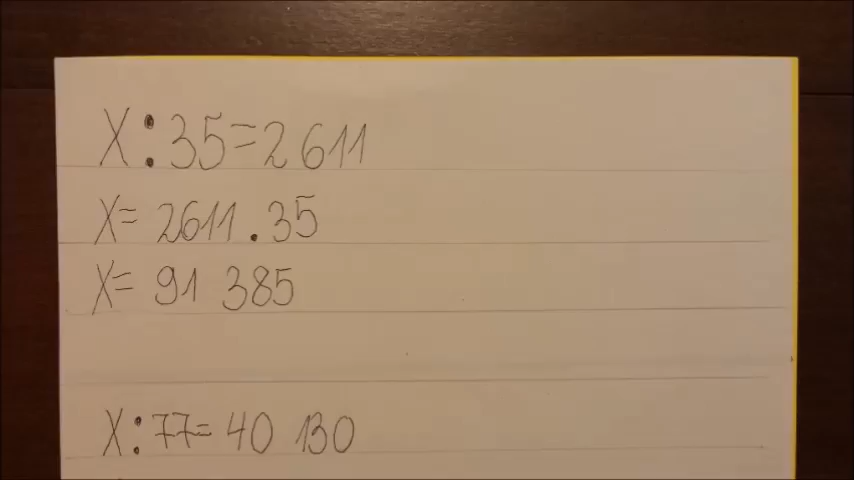 X:35=2 611
X= 2611.35
X= 91 385
X:77= 40 130